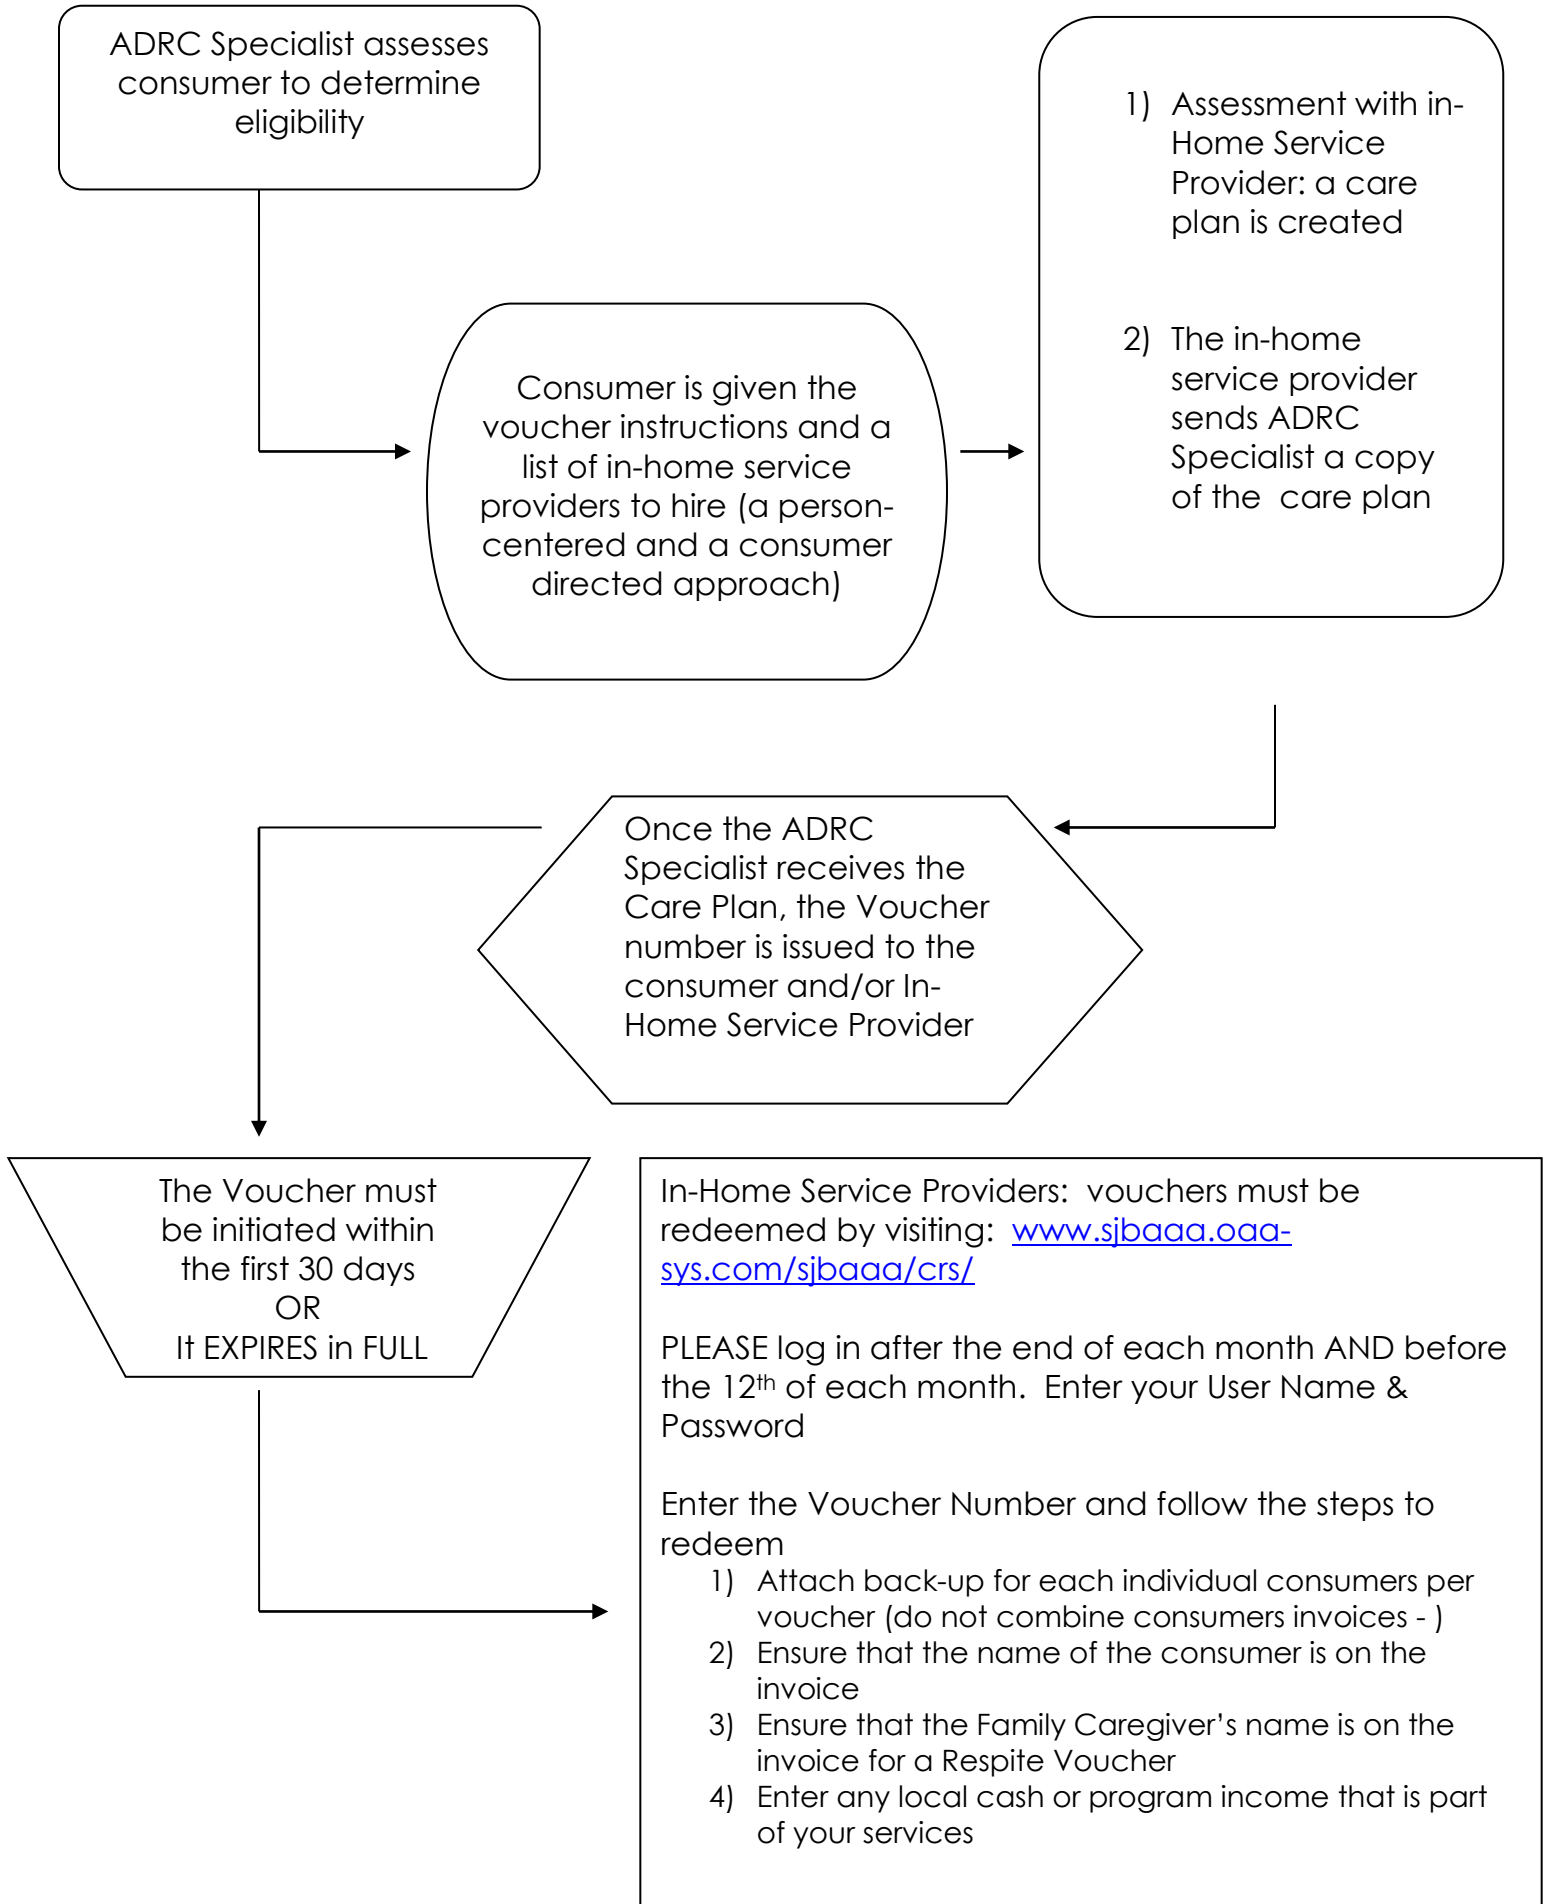 ADRC Specialist assesses
consumer to determine
eligibility
Consumer is given the
voucher instructions and a
list of in-home service
providers to hire (a person-
centered and a consumer
directed approach)
1) Assessment with in-
Home Service
Provider: a care
plan is created
2) The in-home
service provider
sends ADRC
Specialist a copy
of the  care plan
Once the ADRC
Specialist receives the
Care Plan, the Voucher
number is issued to the
consumer and/or In-
Home Service Provider
The Voucher must
be initiated within
the first 30 days
OR
It EXPIRES in FULL
In-Home Service Providers:  vouchers must be
redeemed by visiting:  www.sjbaaa.oaa-
sys.com/sjbaaa/crs/
PLEASE log in after the end of each month AND before
the 12th of each month.  Enter your User Name &
Password
Enter the Voucher Number and follow the steps to
redeem
1) Attach back-up for each individual consumers per
voucher (do not combine consumers invoices - )
2) Ensure that the name of the consumer is on the
invoice
3) Ensure that the Family Caregiver’s name is on the
invoice for a Respite Voucher
4) Enter any local cash or program income that is part
of your services